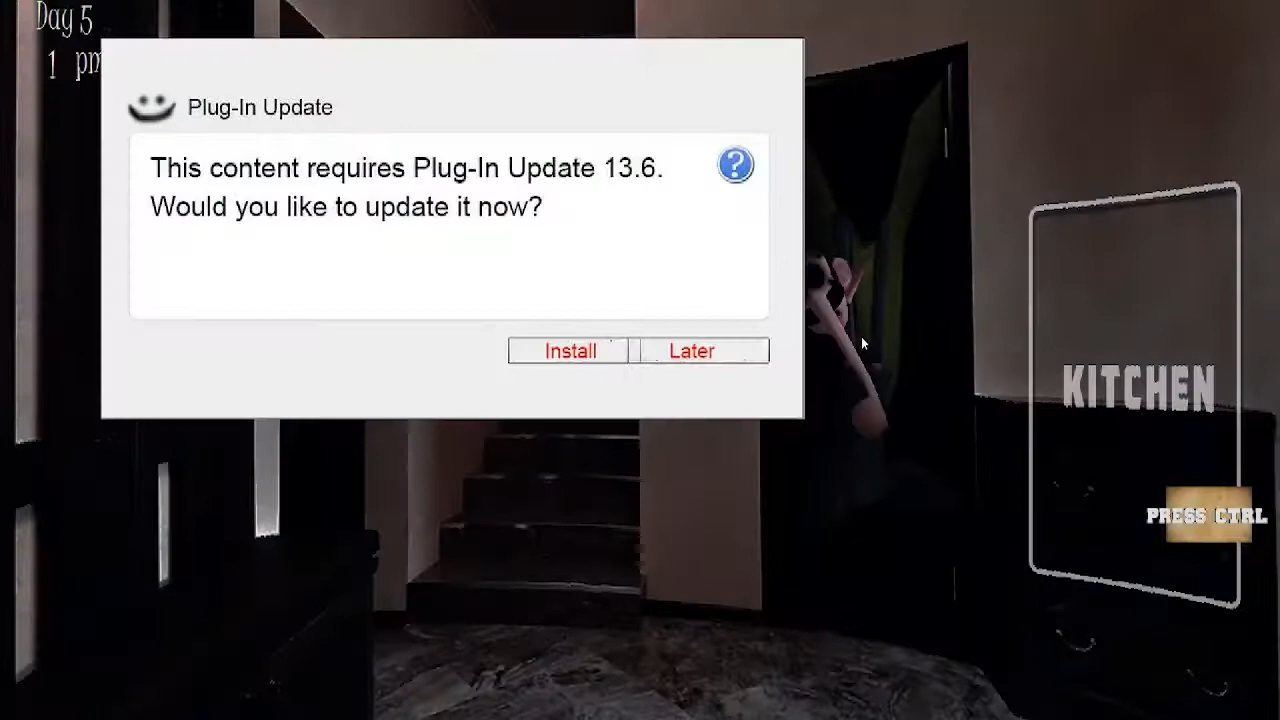 Day 5
1 pm
Plug-In Update
This content requires Plug-In Update 13.6.
Would you like to update it now?
?
Install
Later
KITCHEN
PRESS CTRL